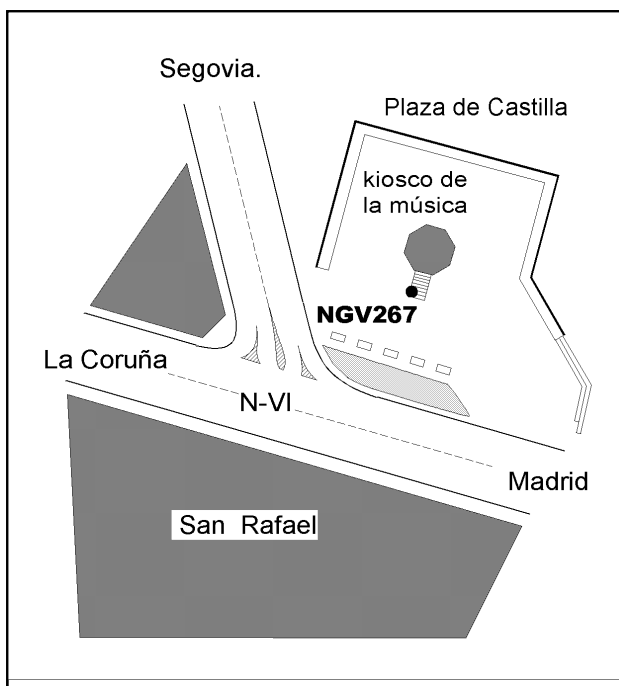 Segovia.
Plaza de Castilla
kiosco de
la música
NGV267
La Coruña
N-VI
Madrid
San Rafael